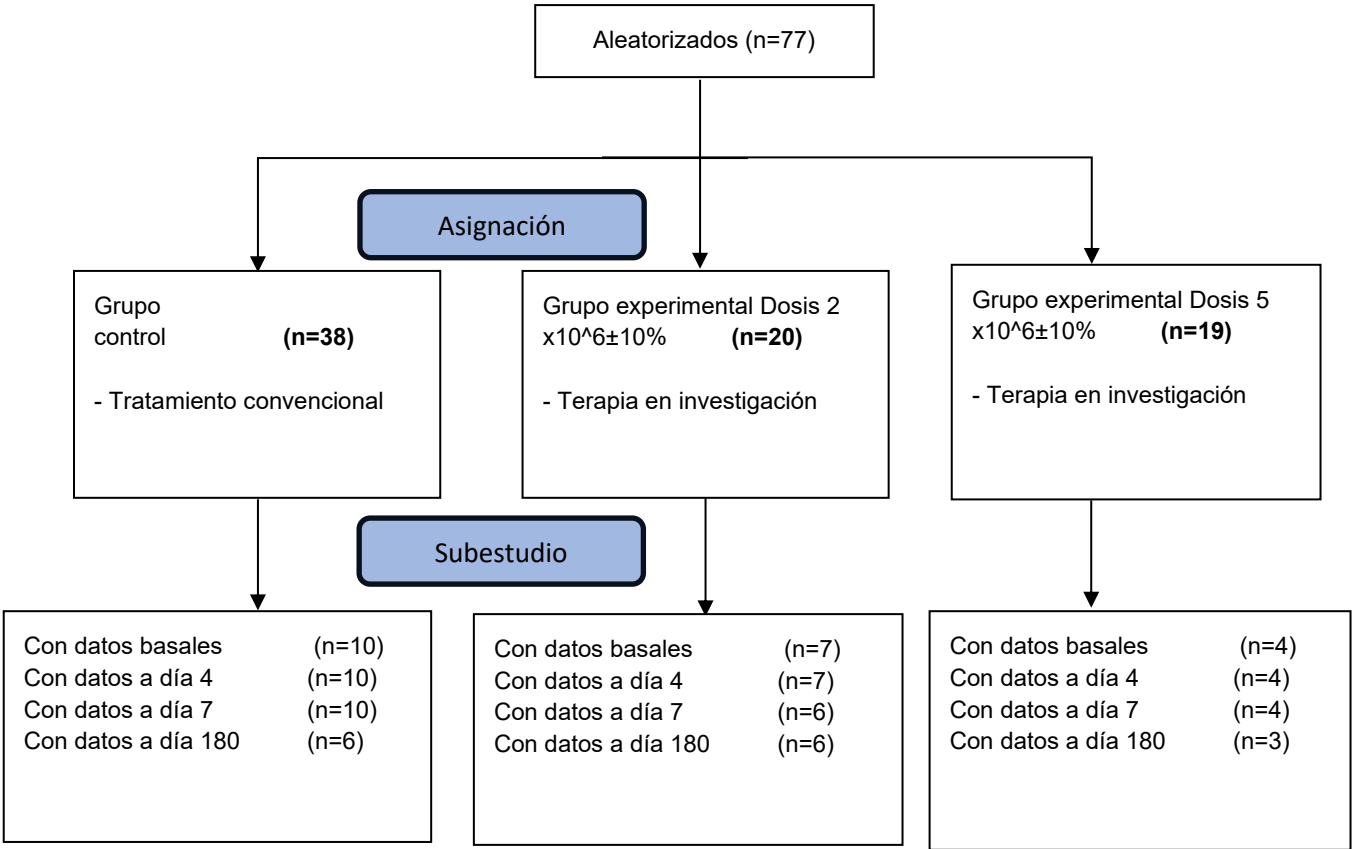 Aleatorizados (n=77)
Asignación
Grupo
control (n=38)
- Tratamiento convencional
Grupo experimental Dosis 2
x10^6±10% (n=20)
- Terapia en investigación
Grupo experimental Dosis 5
x10^6±10% (n=19)
- Terapia en investigación
Subestudio
Con datos basales (n=10)
Con datos a día 4 (n=10)
Con datos a día 7 (n=10)
Con datos a día 180 (n=6)
Con datos basales (n=7)
Con datos a día 4 (n=7)
Con datos a día 7 (n=6)
Con datos a día 180 (n=6)
Con datos basales (n=4)
Con datos a día 4 (n=4)
Con datos a día 7 (n=4)
Con datos a día 180 (n=3)